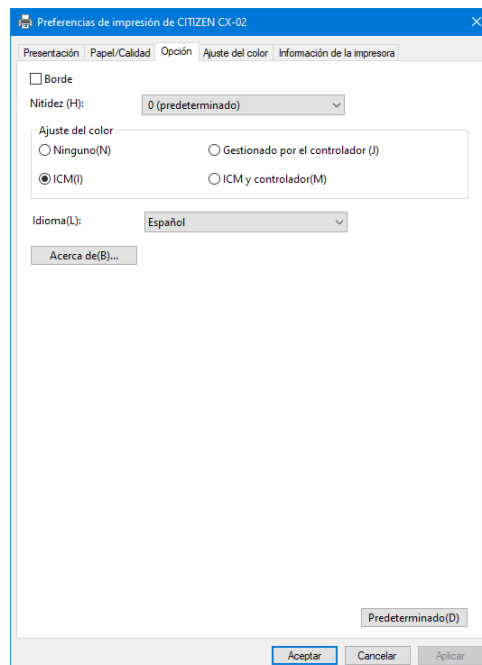 Preferencias de impresión de CITIZEN CX-02
Presentación Papel/Calidad Opción Ajuste del color Información de la impresora
Borde
Nitidez (H): 0 (predeterminado)
Ajuste del color
Ninguno(N) Gestionado por el controlador (J)
ICM(I) ICM y controlador(M)
Idioma(L): Español
Acerca de(B)...
Predeterminado(D)
Aceptar Cancelar Aplicar